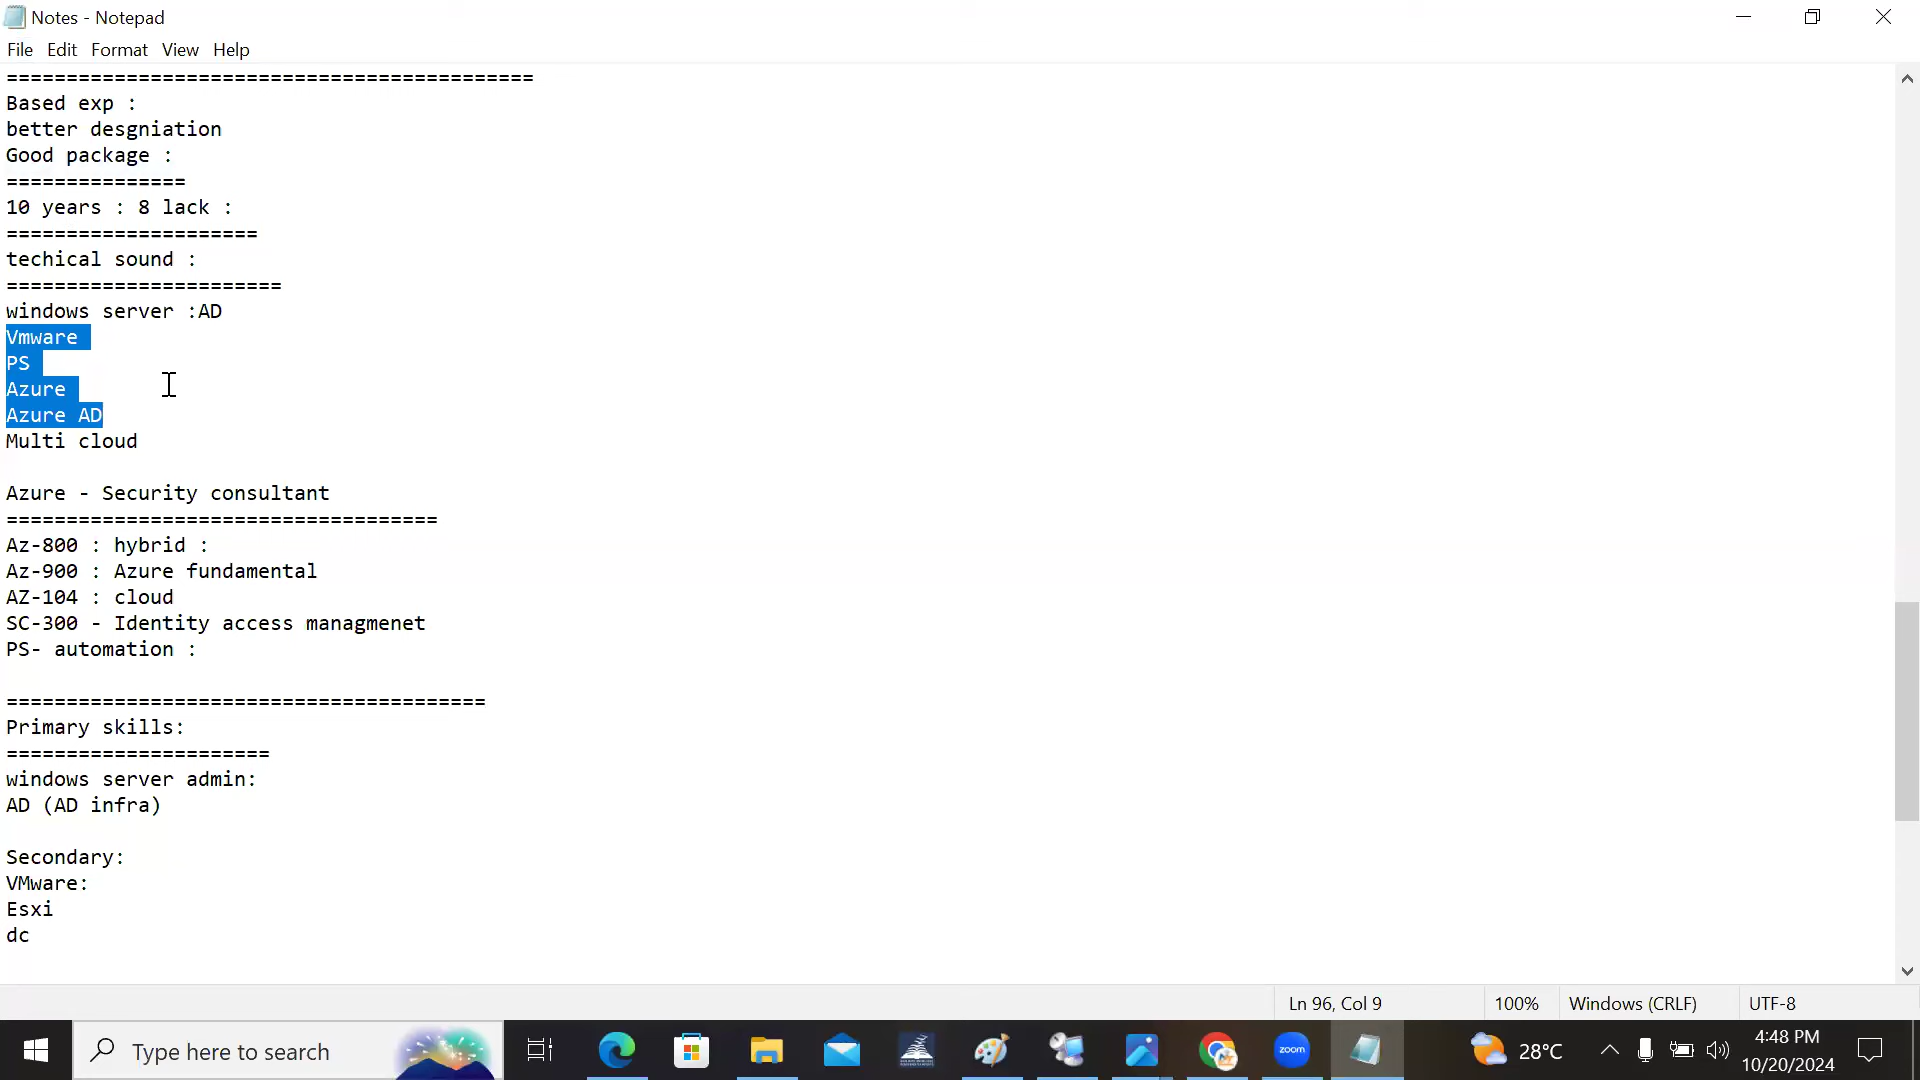 Notes - Notepad
File Edit Format View Help
============================================
Based exp :
better desgniation
Good package :
===============
10 years : 8 lack :
=====================
techical sound :
=======================
windows server :AD
Vmware
PS
Azure
Azure AD
Multi cloud
Azure - Security consultant
====================================
Az-800 : hybrid :
Az-900 : Azure fundamental
AZ-104 : cloud
SC-300 - Identity access managmenet
PS- automation :
========================================
Primary skills:
======================
windows server admin:
AD (AD infra)
Secondary:
VMware:
Esxi
dc
Ln 96, Col 9
100%
Windows (CRLF)
UTF-8
Type here to search
zoom
28°C
4:48 PM
10/20/2024